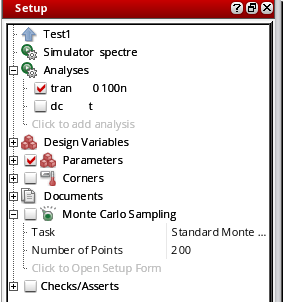 Setup
Test1
Simulator spectre
Analyses
tran 0 100n
dc t
Click to add analysis
Design Variables
Parameters
Corners
Documents
Monte Carlo Sampling
Task Standard Monte ...
Number of Points 200
Click to Open Setup Form
Checks/Asserts